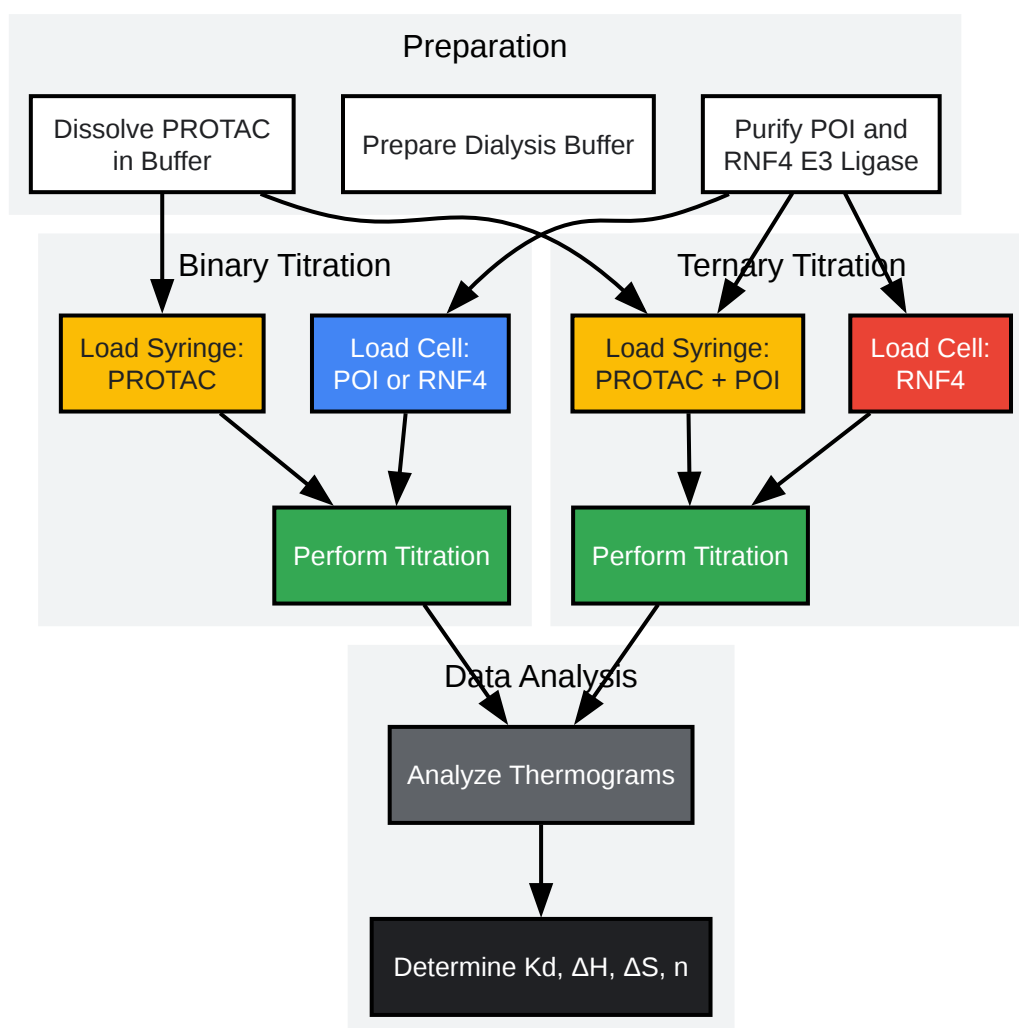 Preparation
Dissolve PROTAC
in Buffer
Prepare Dialysis Buffer
Purify POI and
RNF4 E3 Ligase
Binary Titration
Ternary Titration
Load Syringe:
PROTAC
Load Cell:
POI or RNF4
Load Syringe:
PROTAC + POI
Load Cell:
RNF4
Perform Titration
Perform Titration
Data Analysis
Analyze Thermograms
Determine Kd, ΔH, ΔS, n